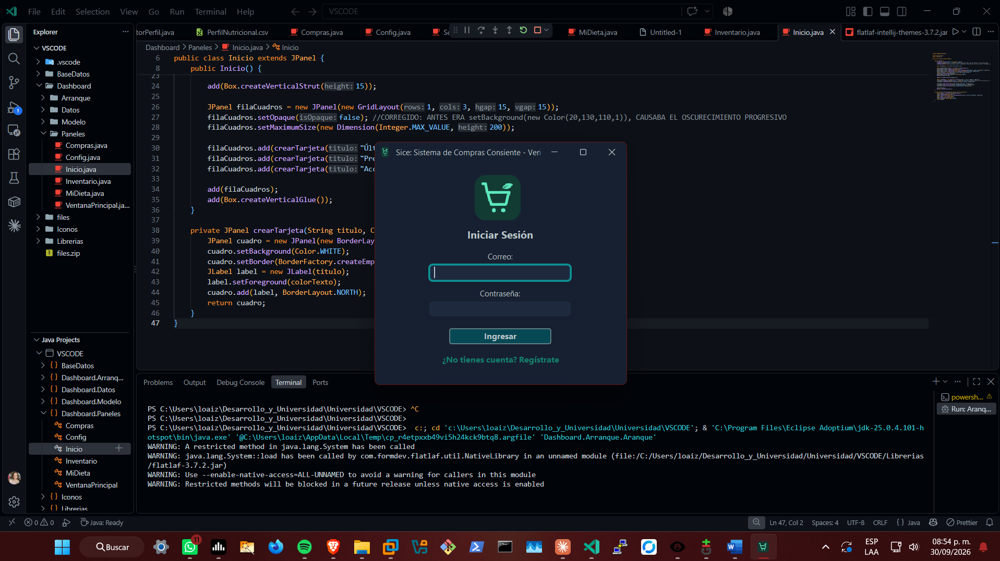 File Edit Selection View Go Run Terminal Help
VSCODE
Explorer
VSCODE
.vscode
BaseDatos
Dashboard
Arranque
Datos
Modelo
Paneles
Compras.java
Config.java
Inicio.java
Inventario.java
MiDieta.java
VentanaPrincipal.ja...
files
Iconos
Librerias
files.zip
Java Projects
VSCODE
BaseDatos
Dashboard.Arranq...
Dashboard.Datos
Dashboard.Modelo
Dashboard.Paneles
Compras
Config
Inicio
Inventario
MiDieta
VentanaPrincipal
Iconos
Librerias
torPerfil.java PerfilNutricional.csv Compras.java Config.java Se MiDieta.java Untitled-1 Inventario.java Inicio.java flatlaf-intellij-themes-3.7.2.jar
Dashboard > Paneles > Inicio.java > Inicio
6 public class Inicio extends JPanel {
8 public Inicio() {
23
24 add(Box.createVerticalStrut(height: 15));
25
26 JPanel filaCuadros = new JPanel(new GridLayout(rows: 1, cols: 3, hgap: 15, vgap: 15));
27 filaCuadros.setOpaque(isOpaque: false); //CORREGIDO: ANTES ERA setBackground(new Color(20,130,110,1)), CAUSABA EL OSCURECIMIENTO PROGRESIVO
28 filaCuadros.setMaximumSize(new Dimension(Integer.MAX_VALUE, height: 200));
29
30 filaCuadros.add(crearTarjeta(titulo: "Últ
31 filaCuadros.add(crearTarjeta(titulo: "Pre
32 filaCuadros.add(crearTarjeta(titulo: "Acc
33
34 add(filaCuadros);
35 add(Box.createVerticalGlue());
36 }
37
38 private JPanel crearTarjeta(String titulo, C
39 JPanel cuadro = new JPanel(new BorderLay
40 cuadro.setBackground(Color.WHITE);
41 cuadro.setBorder(BorderFactory.createEmp
42 JLabel label = new JLabel(titulo);
43 label.setForeground(colorTexto);
44 cuadro.add(label, BorderLayout.NORTH);
45 return cuadro;
46 }
47 }
Sice: Sistema de Compras Consiente - Veri
Iniciar Sesión
Correo:
Contraseña:
Ingresar
¿No tienes cuenta? Regístrate
Problems Output Debug Console Terminal Ports
PS C:\Users\loaiz\Desarrollo_y_Universidad\Universidad\VSCODE> ^C
PS C:\Users\loaiz\Desarrollo_y_Universidad\Universidad\VSCODE>
PS C:\Users\loaiz\Desarrollo_y_Universidad\Universidad\VSCODE> c:; cd 'c:\Users\loaiz\Desarrollo_y_Universidad\Universidad\VSCODE'; & 'C:\Program Files\Eclipse Adoptium\jdk-25.0.4.101-h
otspot\bin\java.exe' '@C:\Users\loaiz\AppData\Local\Temp\cp_r4etpxxb49vi5h24kck9btq8.argfile' 'Dashboard.Arranque.Aranque'
WARNING: A restricted method in java.lang.System has been called
WARNING: java.lang.System::load has been called by com.formdev.flatlaf.util.NativeLibrary in an unnamed module (file:/C:/Users/loaiz/Desarrollo_y_Universidad/Universidad/VSCODE/Librerias
/flatlaf-3.7.2.jar)
WARNING: Use --enable-native-access=ALL-UNNAMED to avoid a warning for callers in this module
WARNING: Restricted methods will be blocked in a future release unless native access is enabled
powersh...
Run: Aranq...
0 0 Java: Ready
Ln 47, Col 2 Spaces: 4 UTF-8 CRLF { } Java Prettier
Buscar
11
ESP
LAA
08:54 p. m.
30/09/2026